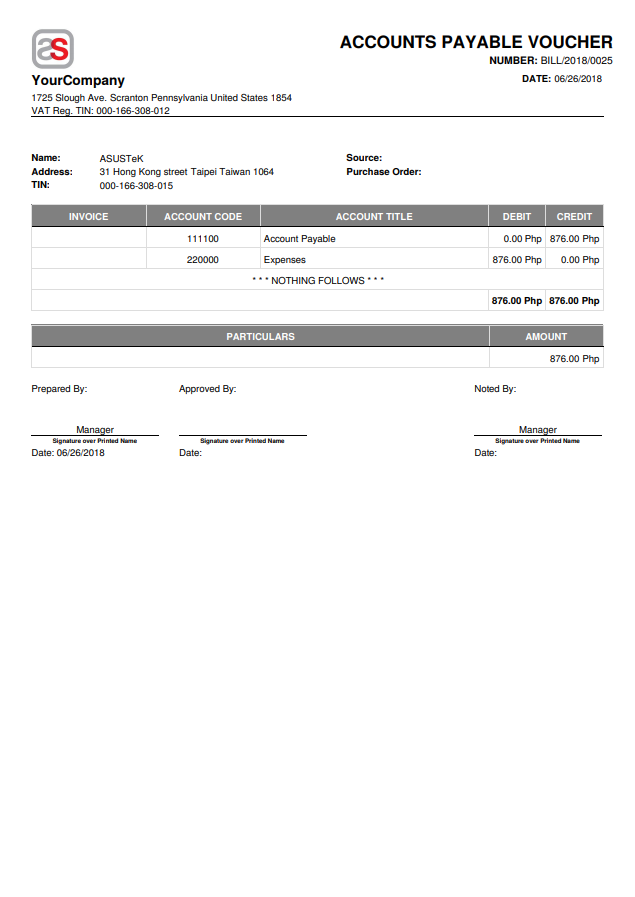 aS
ACCOUNTS PAYABLE VOUCHER
NUMBER: BILL/2018/0025
YourCompany
DATE: 06/26/2018
1725 Slough Ave. Scranton Pennsylvania United States 1854
VAT Reg. TIN: 000-166-308-012
Name: ASUSTeK Source:
Address: 31 Hong Kong street Taipei Taiwan 1064 Purchase Order:
TIN: 000-166-308-015
INVOICE ACCOUNT CODE ACCOUNT TITLE DEBIT CREDIT
111100 Account Payable 0.00 Php 876.00 Php
220000 Expenses 876.00 Php 0.00 Php
* * * NOTHING FOLLOWS * * *
876.00 Php 876.00 Php
PARTICULARS AMOUNT
876.00 Php
Prepared By: Approved By: Noted By:
Manager Manager
Signature over Printed Name Signature over Printed Name Signature over Printed Name
Date: 06/26/2018 Date: Date: